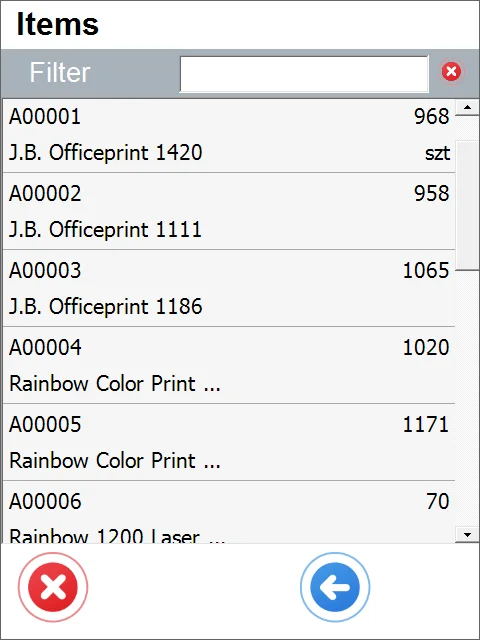 Items
Filter
A00001 968
J.B. Officeprint 1420 szt
A00002 958
J.B. Officeprint 1111
A00003 1065
J.B. Officeprint 1186
A00004 1020
Rainbow Color Print ...
A00005 1171
Rainbow Color Print ...
A00006 70
Rainbow 1200 Laser ...